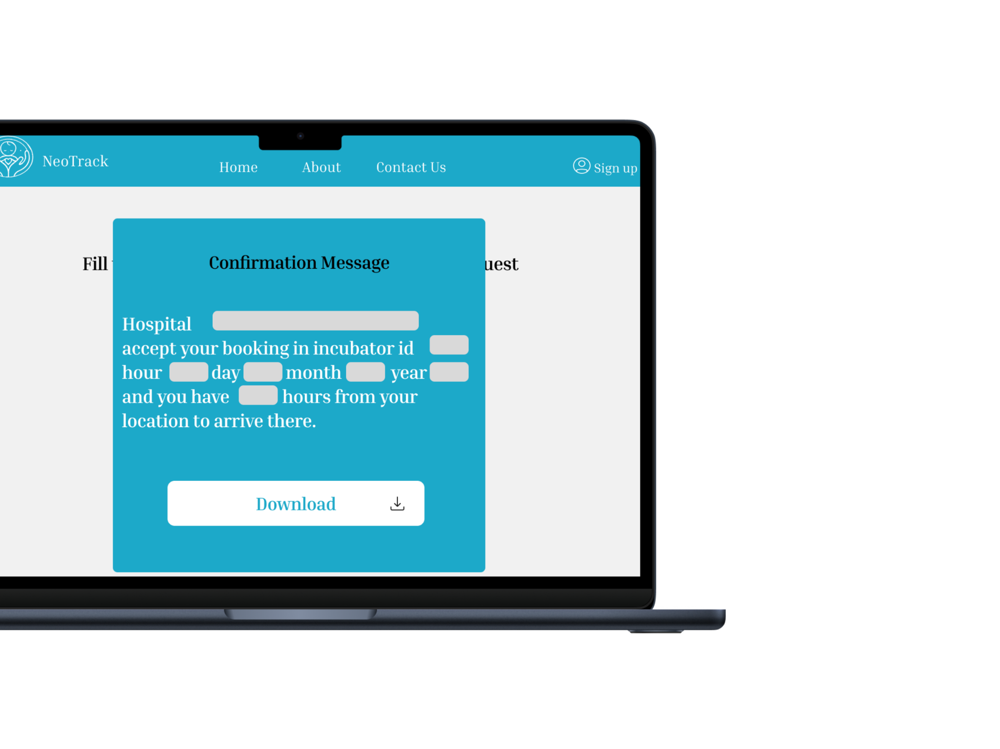 NeoTrack
Home About Contact Us
Sign up
Fill uest
Confirmation Message
Hospital
accept your booking in incubator id
hour day month year
and you have hours from your
location to arrive there.
Download